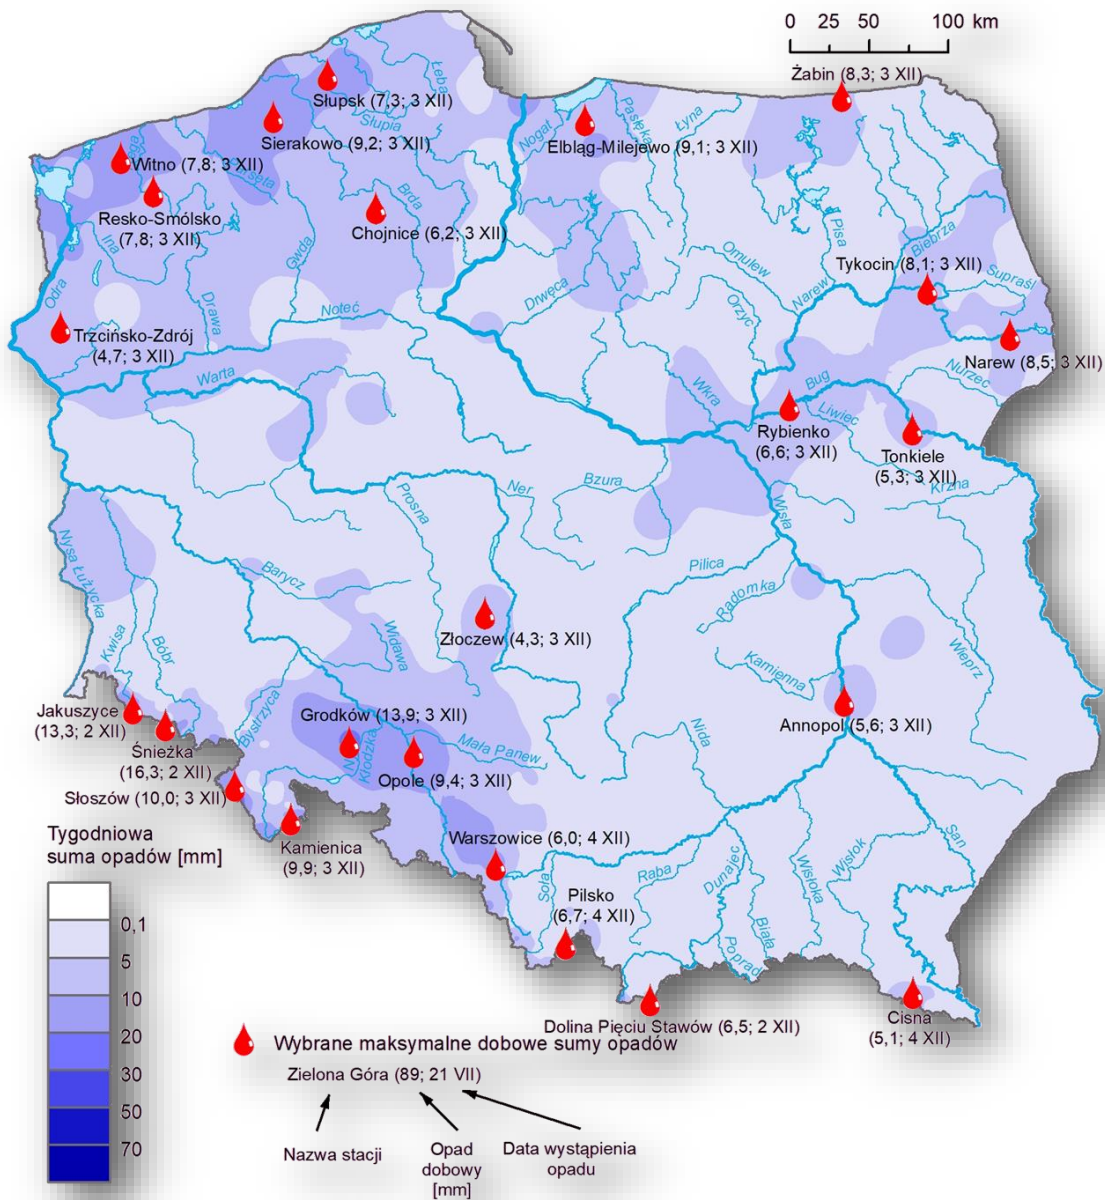 0 25 50 100 km
Żabin (8,3; 3 XII)
Łeba
Słupsk (7,3; 3 XII)
Słupia
Sierakowo (9,2; 3 XII)
Nogat
Pasłęka
Łyna
Elbląg-Milejewo (9,1; 3 XII)
Witno (7,8; 3 XII)
Rega
Parsęta
Resko-Smólsko
(7,8; 3 XII)
Brda
Chojnice (6,2; 3 XII)
Ina
Gwda
Pisa
Biebrza
Omulew
Tykocin (8,1; 3 XII)
Supraśl
Odra
Drawa
Drwęca
Orzyc
Narew
Noteć
Trzcińsko-Zdrój
(4,7; 3 XII)
Narew (8,5; 3 XII)
Warta
Wkra
Bug
Nurzec
Liwiec
Rybienko
(6,6; 3 XII)
Tonkiele
(5,3; 3 XII)
Krzna
Prosna
Ner
Bzura
Wisła
Nysa Łużycka
Barycz
Pilica
Radomka
Złoczew (4,3; 3 XII)
Widawa
Kwisa
Bóbr
Kamienna
Wieprz
Jakuszyce
(13,3; 2 XII)
Bystrzyca
Grodków (13,9; 3 XII)
Annopol (5,6; 3 XII)
Nida
Śnieżka
(16,3; 2 XII)
Kłodzka
Mała Panew
Opole (9,4; 3 XII)
Słoszów (10,0; 3 XII)
Kamienica
(9,9; 3 XII)
Warszowice (6,0; 4 XII)
San
Soła
Raba
Dunajec
Wisłoka
Wisłok
Pilsko
(6,7; 4 XII)
Poprad
Biała
Dolina Pięciu Stawów (6,5; 2 XII)
Cisna
(5,1; 4 XII)
Tygodniowa
suma opadów [mm]
0,1
5
10
20
30
50
70
Wybrane maksymalne dobowe sumy opadów
Zielona Góra (89; 21 VII)
Nazwa stacji
Opad
dobowy
[mm]
Data wystąpienia
opadu